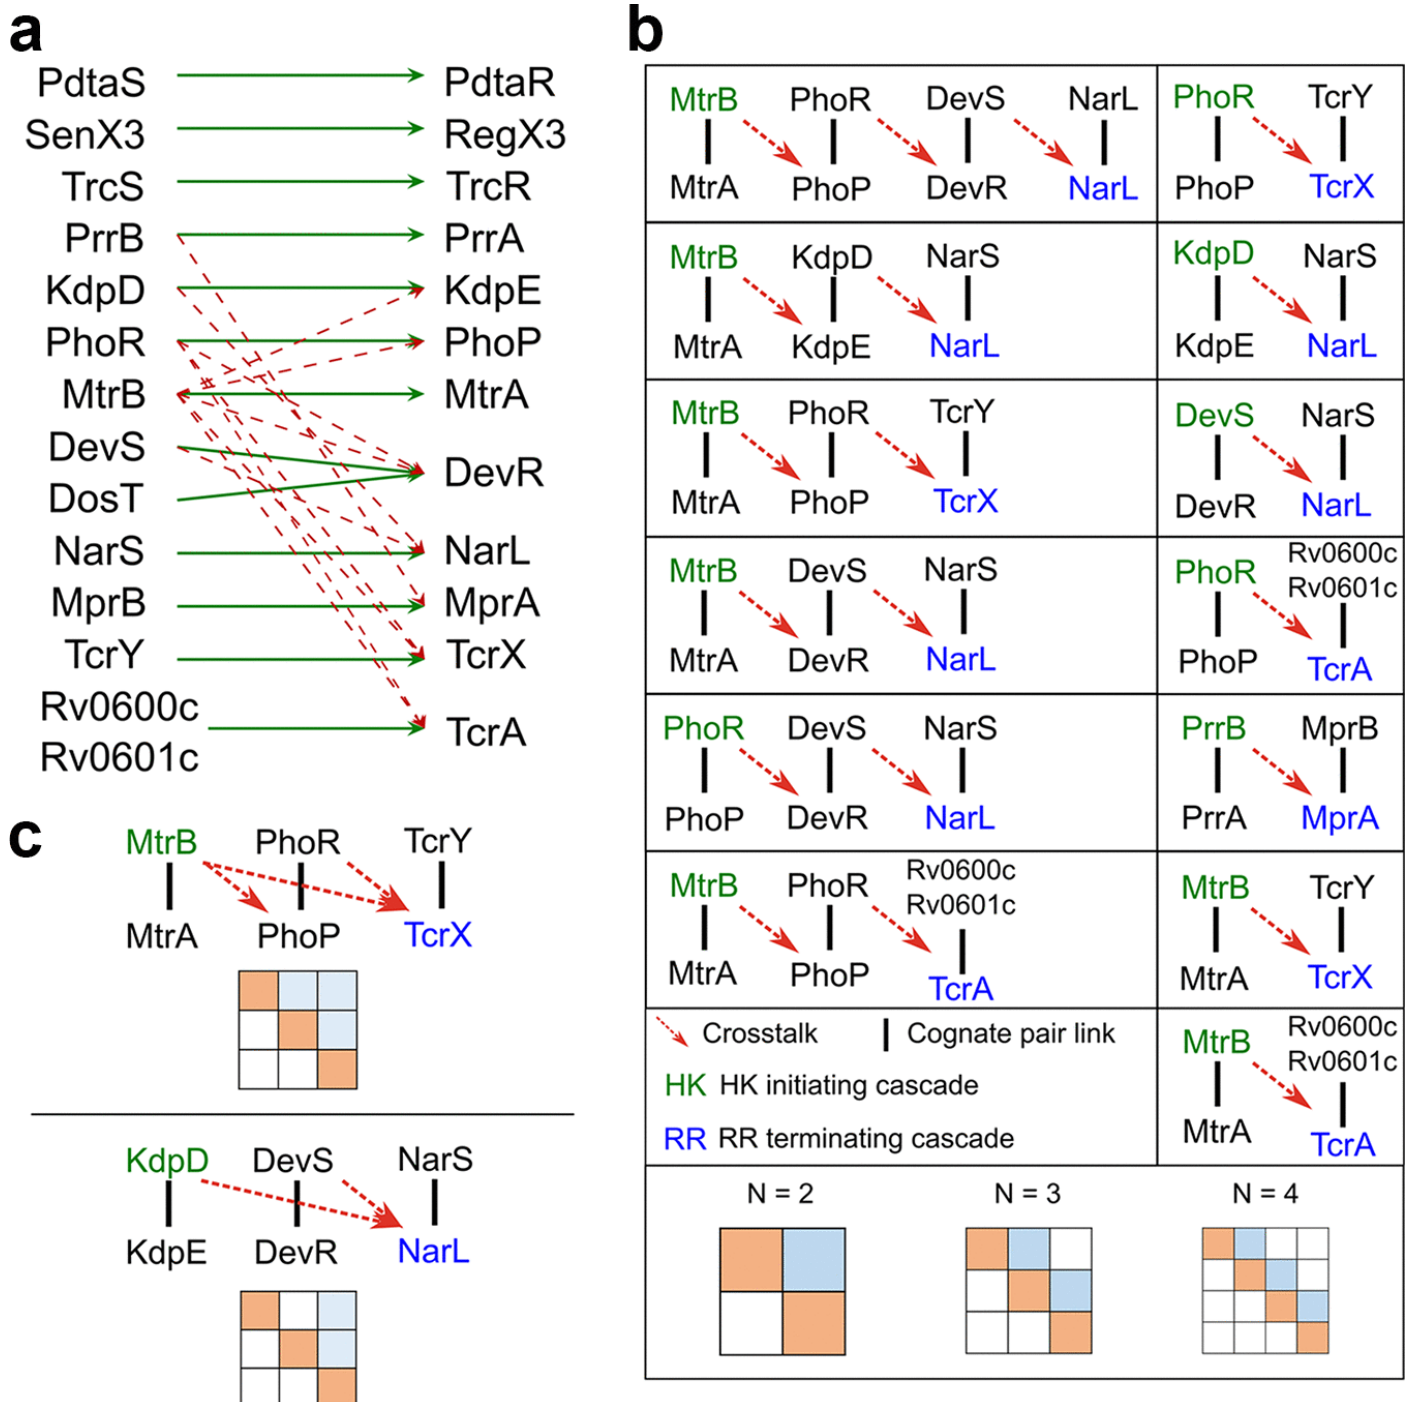 a
PdtaS PdtaR
SenX3 RegX3
TrcS TrcR
PrrB PrrA
KdpD KdpE
PhoR PhoP
MtrB MtrA
DevS
DevR
DosT
NarS NarL
MprB MprA
TcrY TcrX
Rv0600c
TcrA
Rv0601c
b
MtrB PhoR DevS NarL
MtrA PhoP DevR NarL
PhoR TcrY
PhoP TcrX
MtrB KdpD NarS
MtrA KdpE NarL
KdpD NarS
KdpE NarL
MtrB PhoR TcrY
MtrA PhoP TcrX
DevS NarS
DevR NarL
MtrB DevS NarS
MtrA DevR NarL
Rv0600c
PhoR Rv0601c
PhoP TcrA
PhoR DevS NarS
PhoP DevR NarL
PrrB MprB
PrrA MprA
Rv0600c
MtrB PhoR Rv0601c
MtrA PhoP TcrA
MtrB TcrY
MtrA TcrX
Crosstalk Cognate pair link
HK HK initiating cascade
RR RR terminating cascade
Rv0600c
MtrB Rv0601c
MtrA TcrA
N = 2 N = 3 N = 4
c
MtrB PhoR TcrY
MtrA PhoP TcrX
KdpD DevS NarS
KdpE DevR NarL